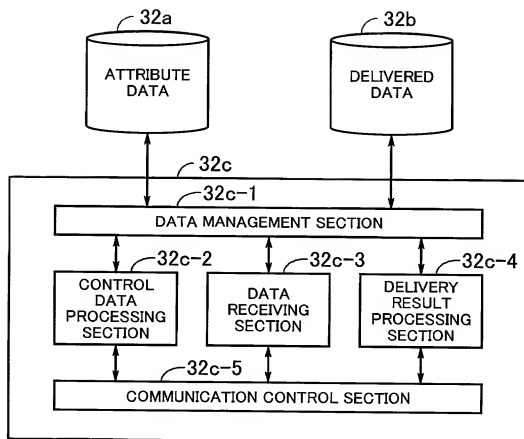 32a
ATTRIBUTE
DATA
32b
DELIVERED
DATA
32c
32c-1
DATA MANAGEMENT SECTION
32c-2
CONTROL
DATA
PROCESSING
SECTION
32c-3
DATA
RECEIVING
SECTION
32c-4
DELIVERY
RESULT
PROCESSING
SECTION
32c-5
COMMUNICATION CONTROL SECTION